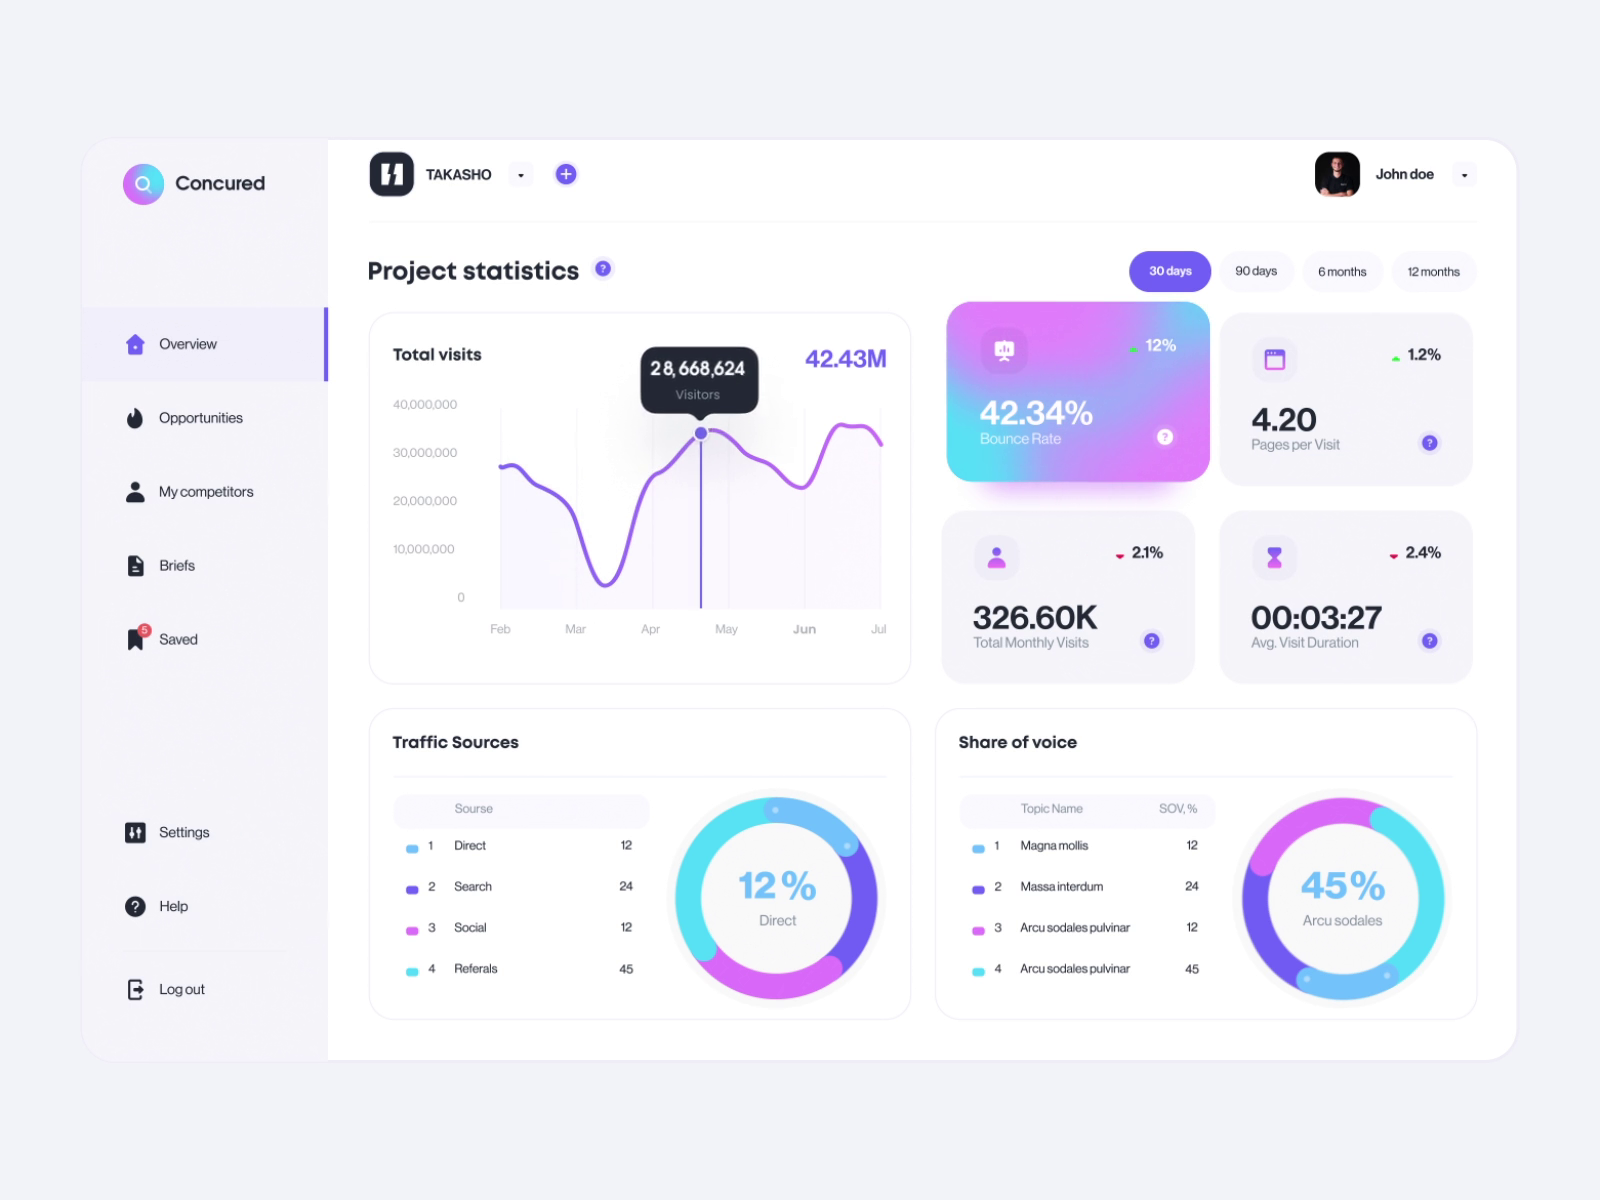 Concured
TAKASHO
John doe
Project statistics ?
30 days 90 days 6 months 12 months
Overview
Opportunities
My competitors
Briefs
5
Saved
Settings
? Help
Log out
Total visits
42.43M
28,668,624
Visitors
40,000,000
30,000,000
20,000,000
10,000,000
0
Feb Mar Apr May Jun Jul
12%
42.34%
Bounce Rate ?
1.2%
4.20
Pages per Visit ?
2.1%
326.60K
Total Monthly Visits ?
2.4%
00:03:27
Avg. Visit Duration ?
Traffic Sources
Sourse
1 Direct 12
2 Search 24
3 Social 12
4 Referals 45
12%
Direct
Share of voice
Topic Name SOV, %
1 Magna mollis 12
2 Massa interdum 24
3 Arcu sodales pulvinar 12
4 Arcu sodales pulvinar 45
45%
Arcu sodales